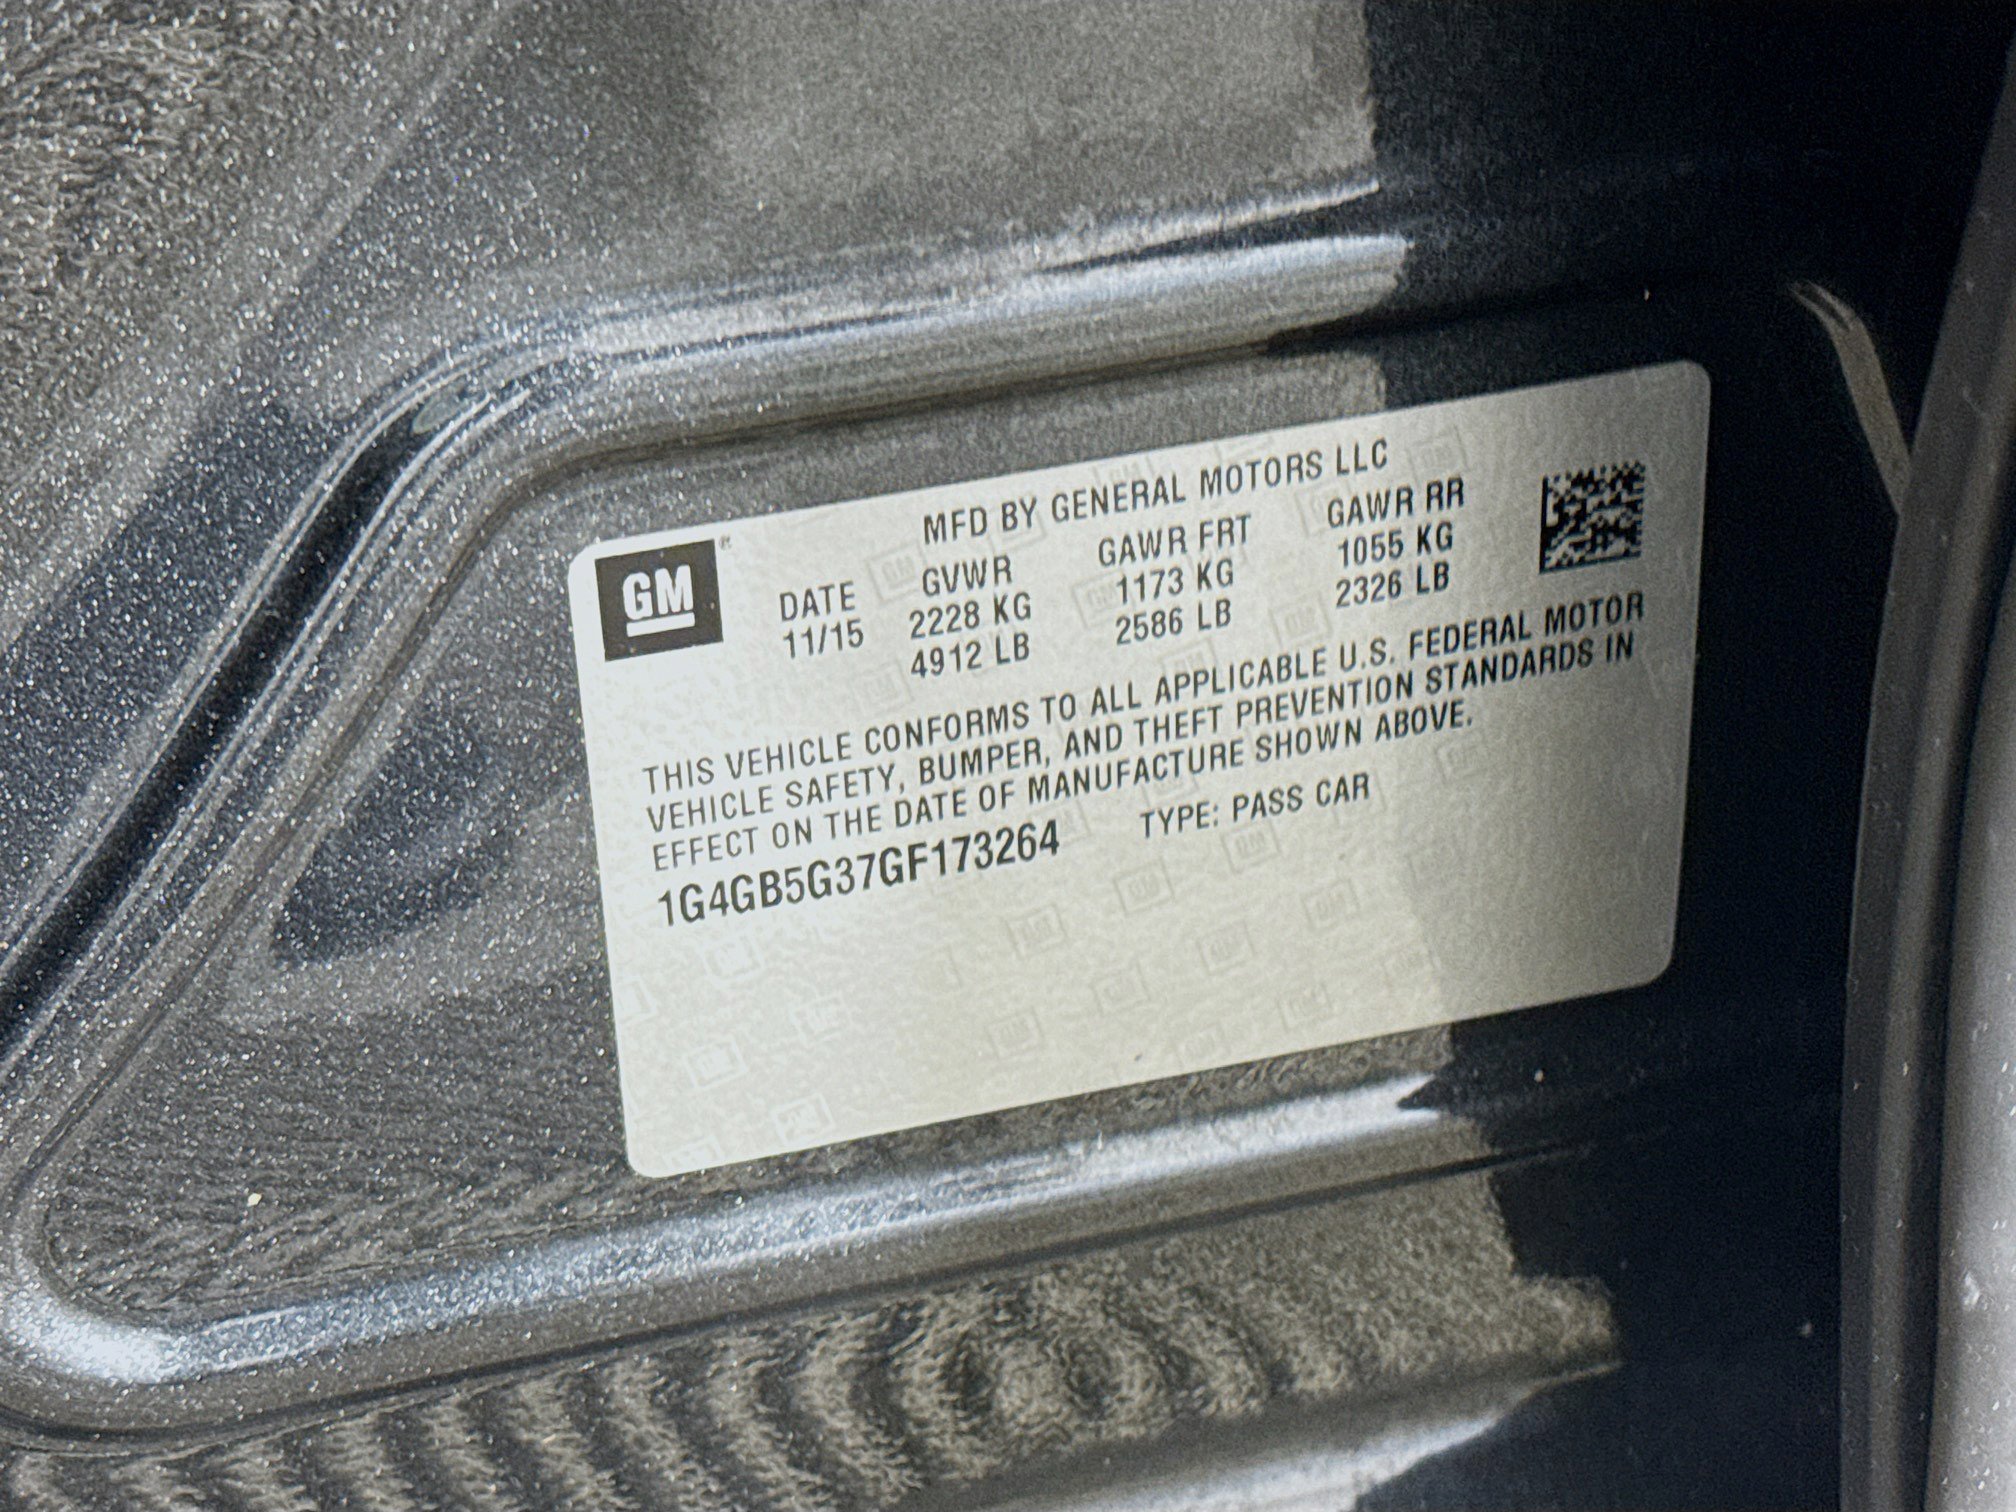 GM
MFD BY GENERAL MOTORS LLC
DATE GVWR GAWR FRT GAWR RR
11/15 2228 KG 1173 KG 1055 KG
4912 LB 2586 LB 2326 LB
THIS VEHICLE CONFORMS TO ALL APPLICABLE U.S. FEDERAL MOTOR
VEHICLE SAFETY, BUMPER, AND THEFT PREVENTION STANDARDS IN
EFFECT ON THE DATE OF MANUFACTURE SHOWN ABOVE.
1G4GB5G37GF173264 TYPE: PASS CAR